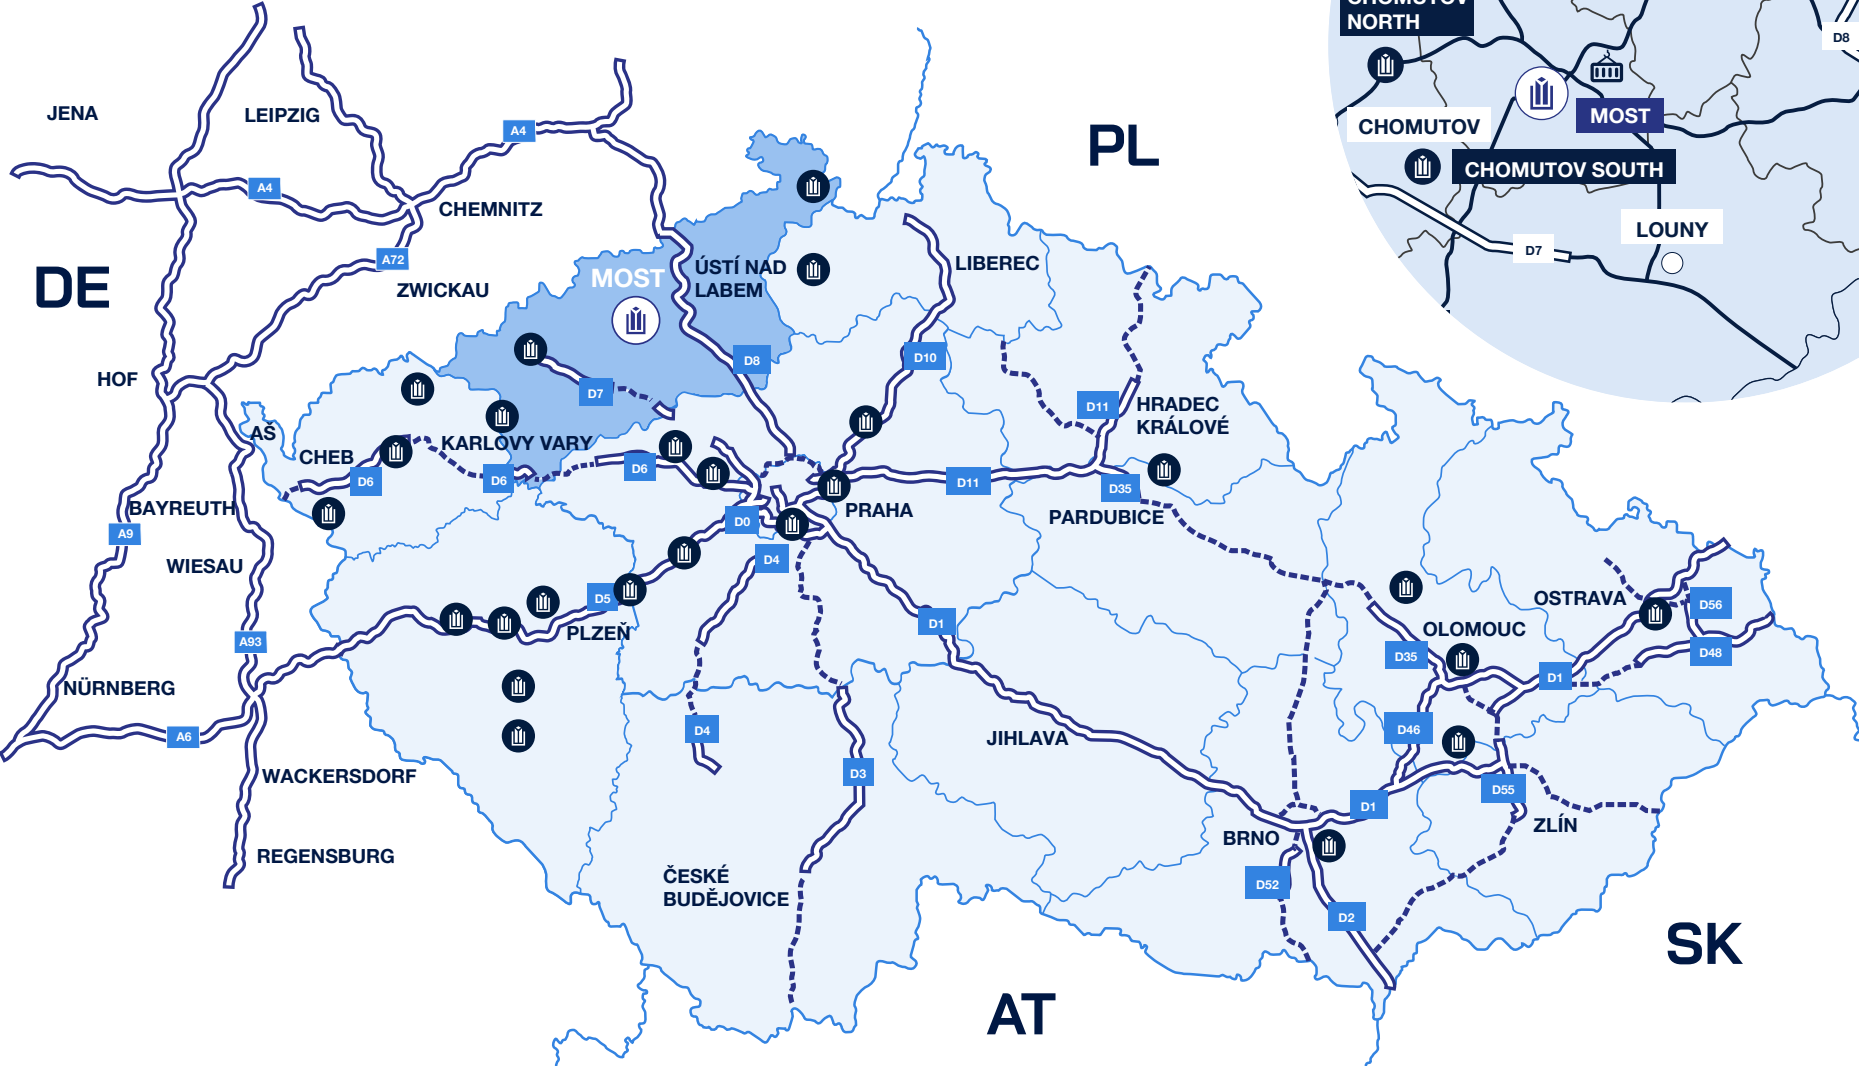 CHOMUTOV
NORTH
D8
JENA
LEIPZIG
A4
MOST
CHOMUTOV
PL
CHOMUTOV SOUTH
A4
CHEMNITZ
LOUNY
D7
A72
DE
ZWICKAU
MOST
ÚSTÍ NAD
LABEM
LIBEREC
D8
D10
HOF
D7
D11
HRADEC
KRÁLOVÉ
AŠ
KARLOVY VARY
CHEB
D6
D6
D6
D11
D35
BAYREUTH
PRAHA
PARDUBICE
A9
D0
WIESAU
D4
D5
OSTRAVA
D56
PLZEŇ
D1
OLOMOUC
A93
D35
D48
NÜRNBERG
D1
A6
D4
D46
JIHLAVA
WACKERSDORF
D3
D55
D1
ZLÍN
BRNO
REGENSBURG
ČESKÉ
BUDĚJOVICE
D52
D2
SK
AT